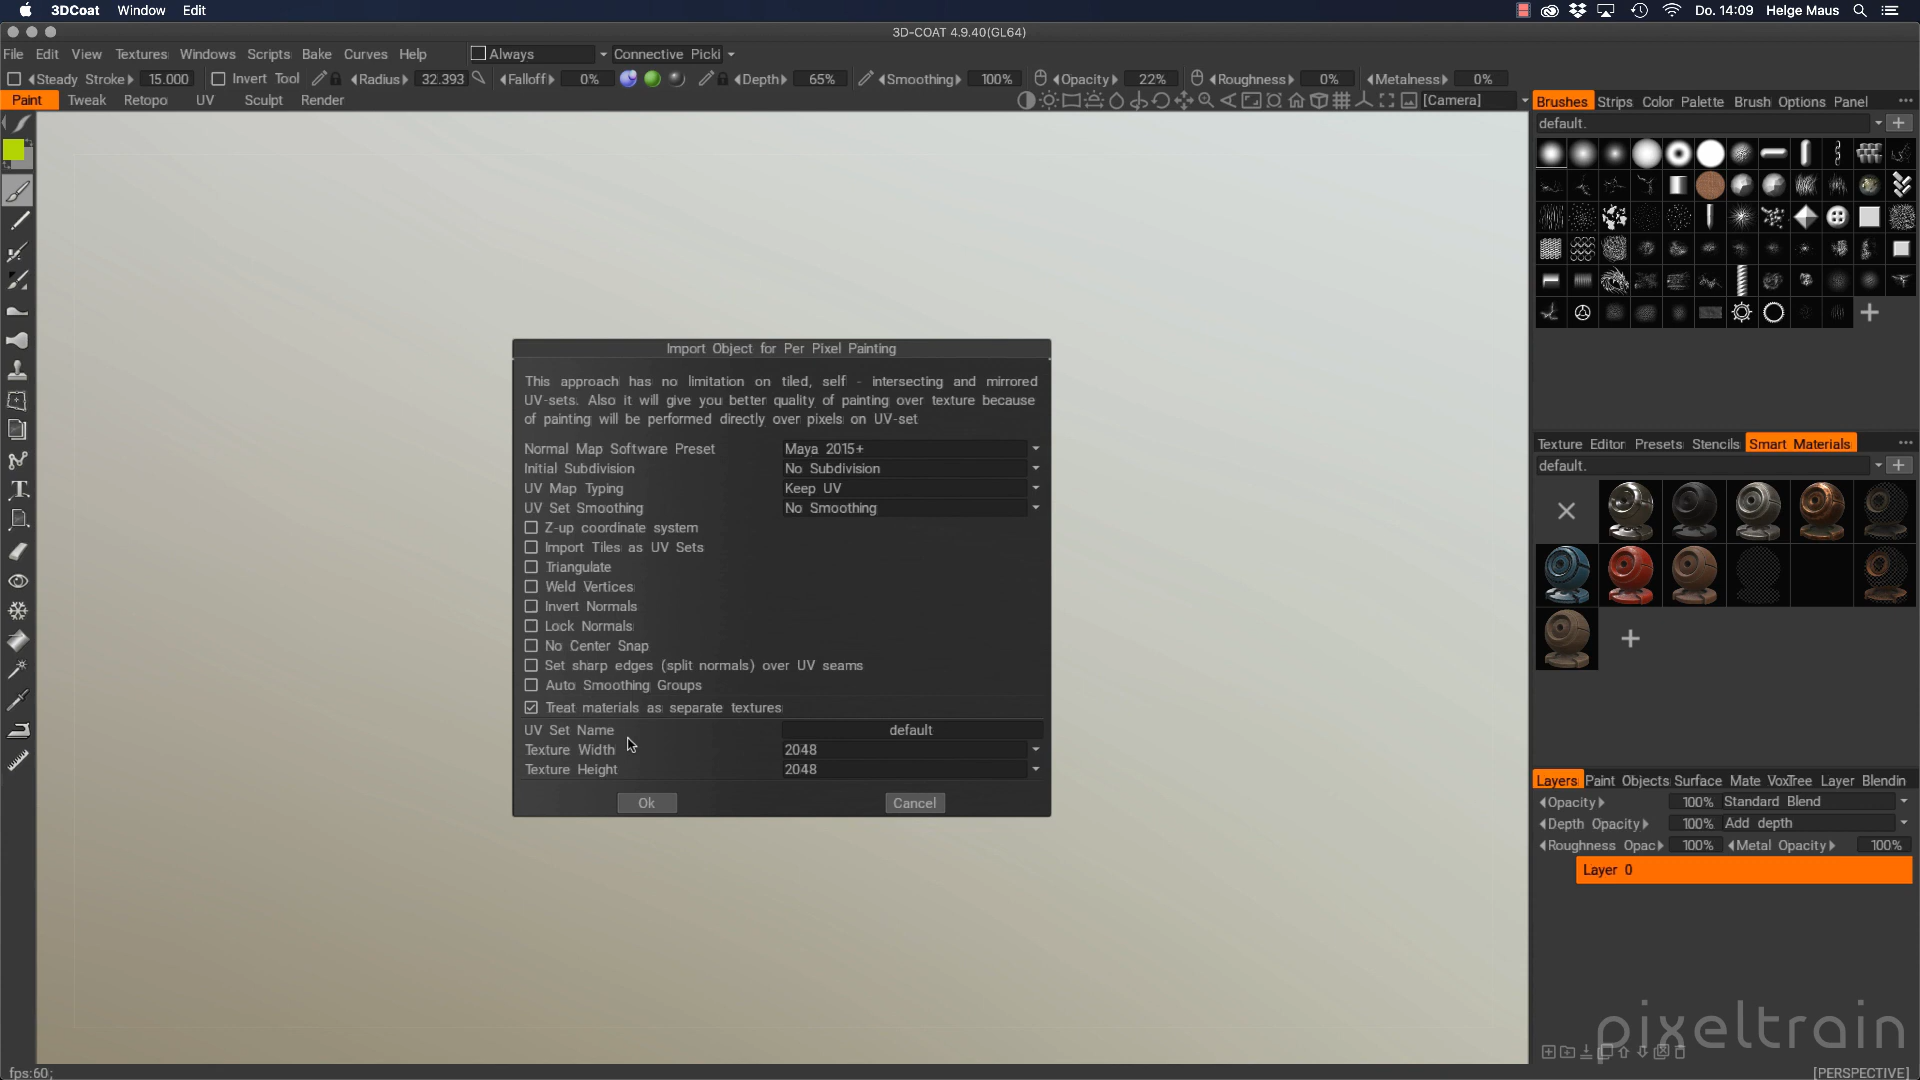 3DCoat Window Edit Do. 14:09 Helge Maus
3D-COAT 4.9.40(GL64)
File Edit View Textures Windows Scripts Bake Curves Help Always Connective Picki
Steady Stroke 15.000 Invert Tool Radius 32.393 Falloff 0% Depth 65% Smoothing 100% Opacity 22% Roughness 0% Metalness 0%
Paint Tweak Retopo UV Sculpt Render [Camera]
Brushes Strips Color Palette Brush Options Panel
default.
Import Object for Per Pixel Painting
This approach has no limitation on tiled, self - intersecting and mirrored
UV-sets. Also it will give you better quality of painting over texture because
of painting will be performed directly over pixels on UV-set
Normal Map Software Preset Maya 2015+
Initial Subdivision No Subdivision
UV Map Typing Keep UV
UV Set Smoothing No Smoothing
Z-up coordinate system
Import Tiles as UV Sets
Triangulate
Weld Vertices
Invert Normals
Lock Normals
No Center Snap
Set sharp edges (split normals) over UV seams
Auto Smoothing Groups
Treat materials as separate textures
UV Set Name default
Texture Width 2048
Texture Height 2048
Ok Cancel
Texture Editor Presets Stencils Smart Materials
default.
Layers Paint Objects Surface Mate VoxTree Layer Blendin
Opacity 100% Standard Blend
Depth Opacity 100% Add depth
Roughness Opac 100% Metal Opacity 100%
Layer 0
pixeltrain
fps:60; [PERSPECTIVE]